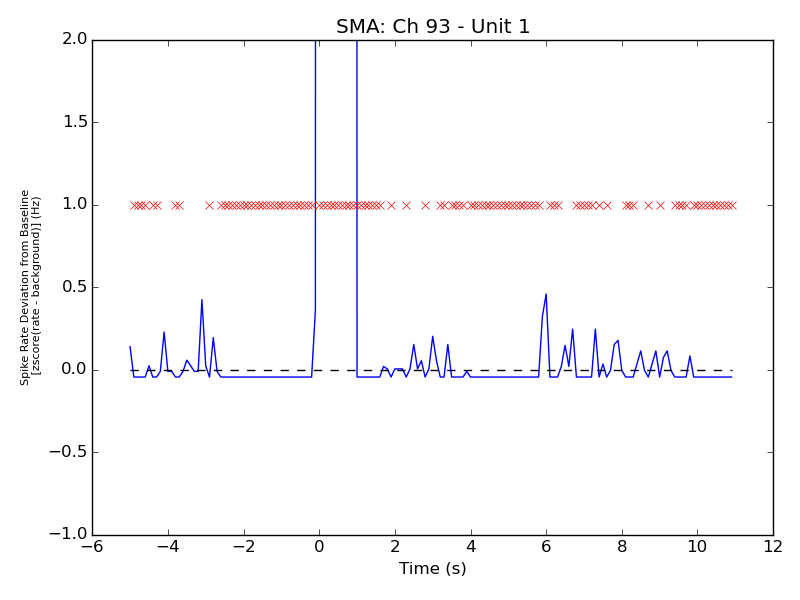 SMA: Ch 93 - Unit 1
2.0
1.5
1.0
0.5
0.0
−0.5
−1.0
Spike Rate Deviation from Baseline
[zscore(rate - background)] (Hz)
−6 −4 −2 0 2 4 6 8 10 12
Time (s)